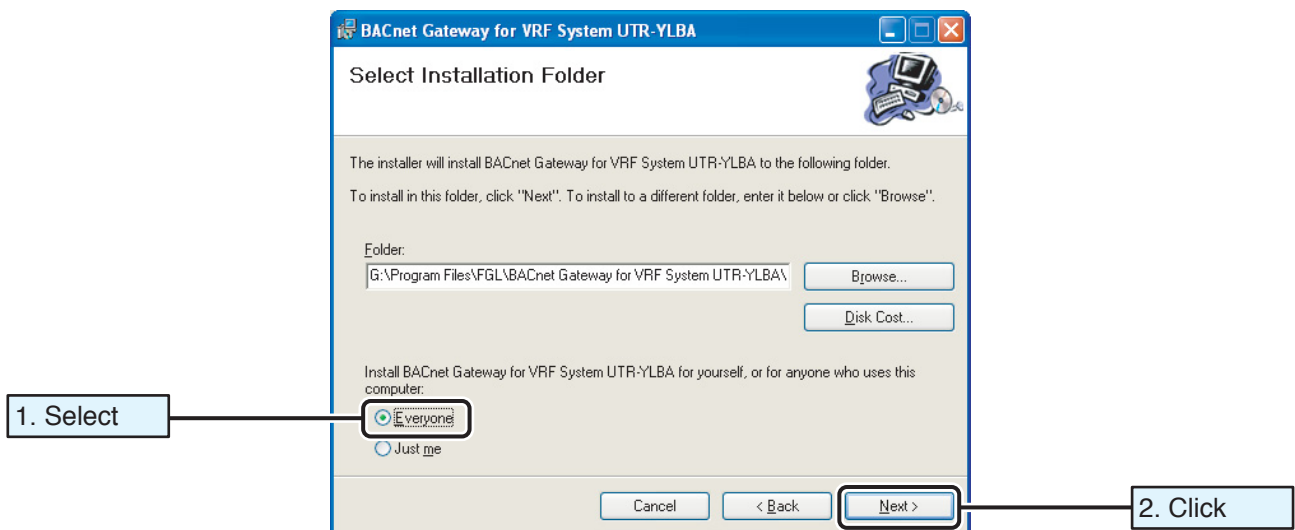 BACnet Gateway for VRF System UTR-YLBA
Select Installation Folder
The installer will install BACnet Gateway for VRF System UTR-YLBA to the following folder.
To install in this folder, click "Next". To install to a different folder, enter it below or click "Browse".
Folder:
G:\Program Files\FGL\BACnet Gateway for VRF System UTR-YLBA\
Browse...
Disk Cost...
Install BACnet Gateway for VRF System UTR-YLBA for yourself, or for anyone who uses this
computer:
1. Select
Everyone
Just me
Cancel
< Back
Next >
2. Click